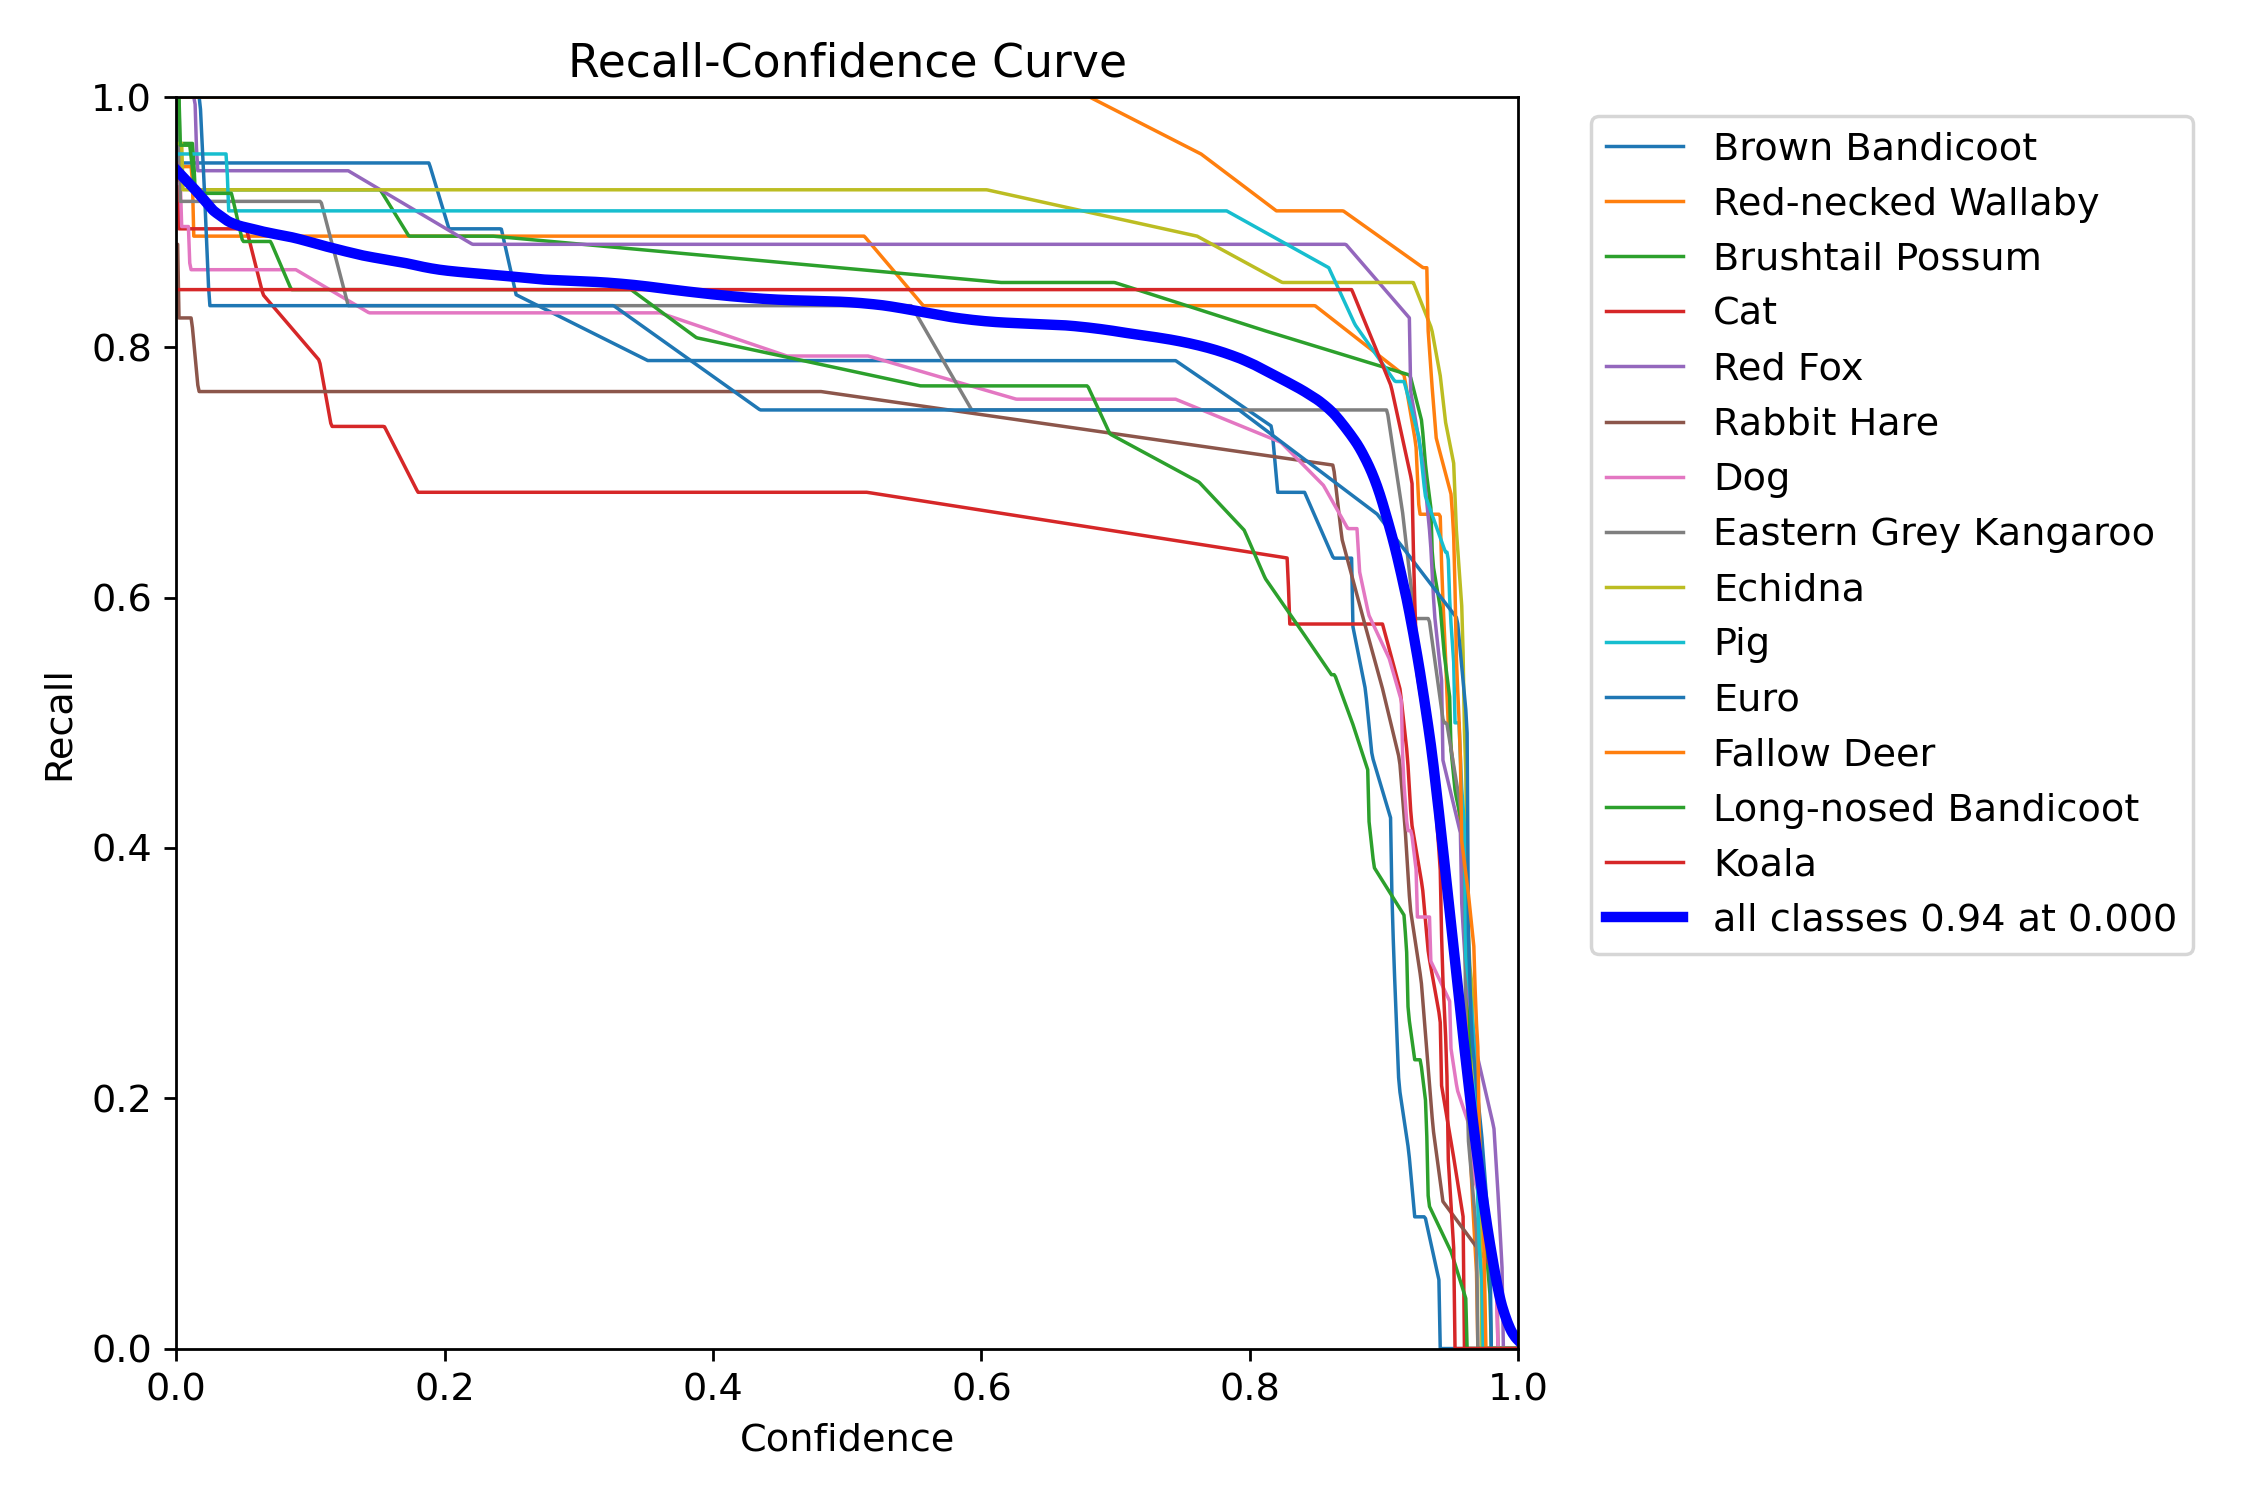 Recall-Confidence Curve
1.0
0.8
0.6
0.4
0.2
0.0
Recall
0.0 0.2 0.4 0.6 0.8 1.0
Confidence
Brown Bandicoot
Red-necked Wallaby
Brushtail Possum
Cat
Red Fox
Rabbit Hare
Dog
Eastern Grey Kangaroo
Echidna
Pig
Euro
Fallow Deer
Long-nosed Bandicoot
Koala
all classes 0.94 at 0.000